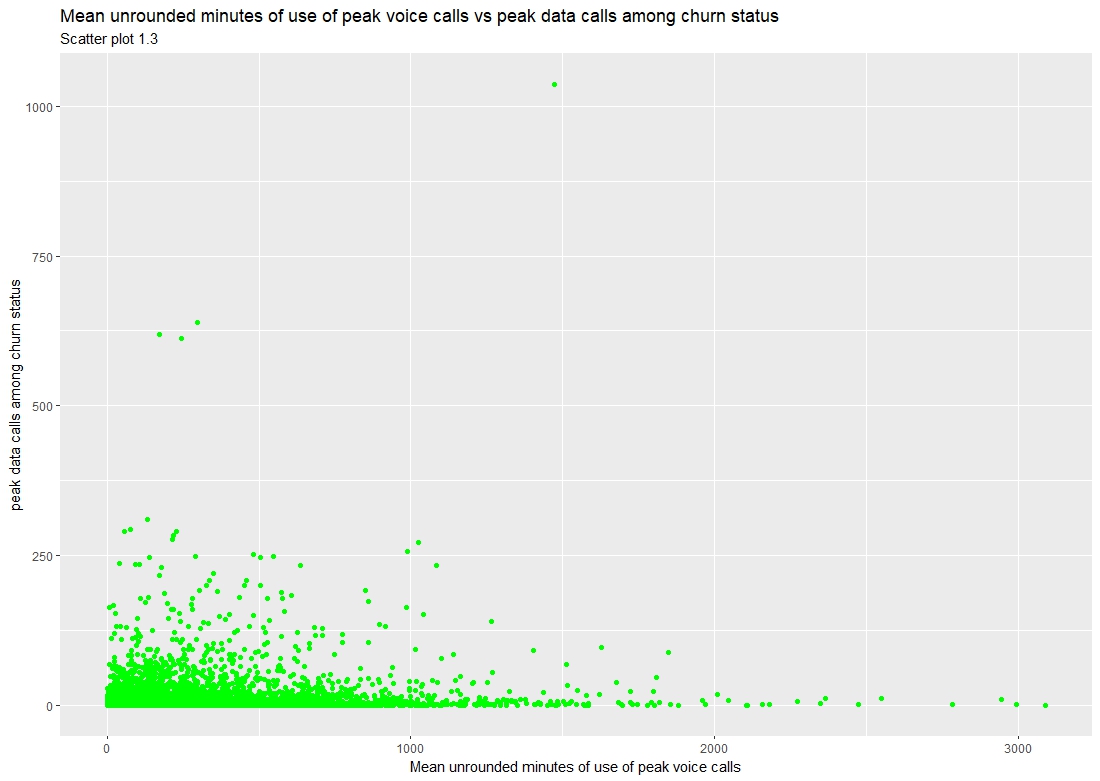 Mean unrounded minutes of use of peak voice calls vs peak data calls among churn status
Scatter plot 1.3
peak data calls among churn status
1000
750
500
250
0
0 1000 2000 3000
Mean unrounded minutes of use of peak voice calls